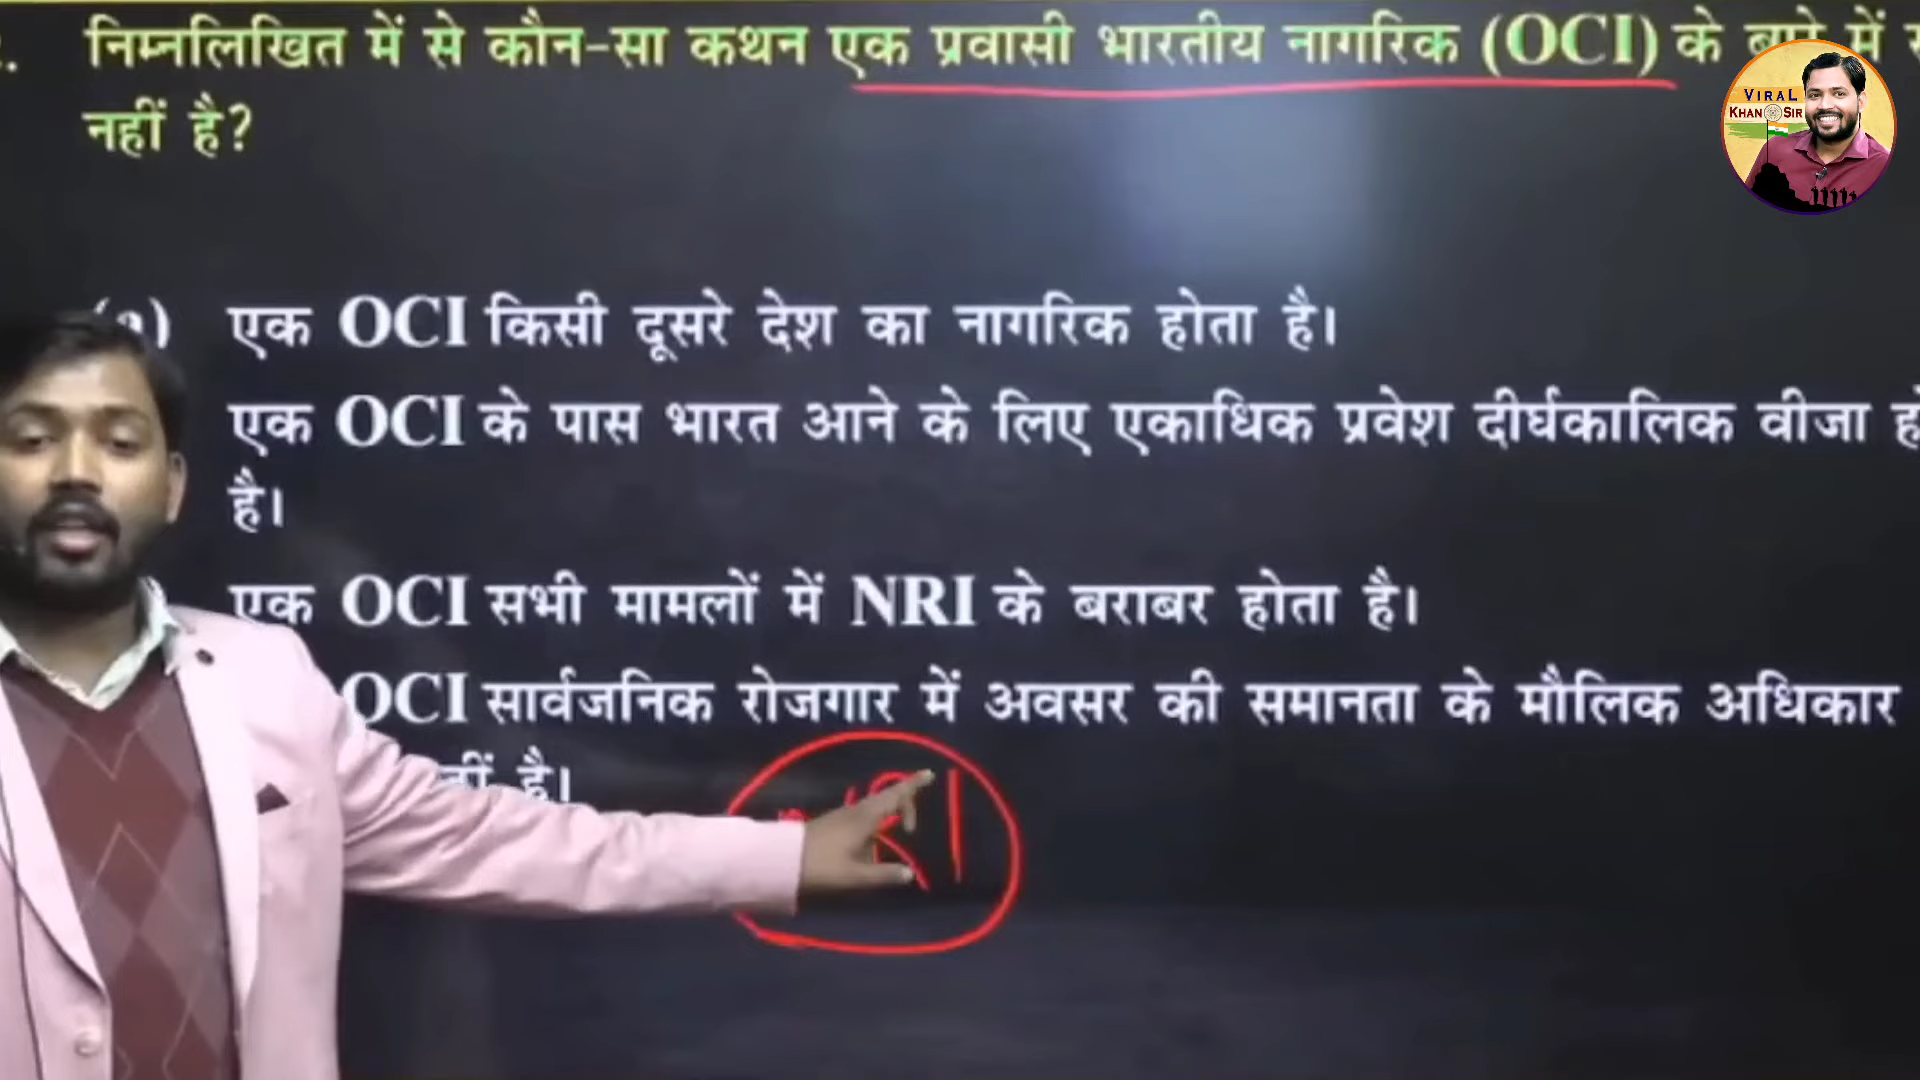 निम्नलिखित में से कौन-सा कथन एक प्रवासी भारतीय नागरिक (OCI) के बारे में
नहीं है?
VIRAL
KHAN SIR
एक OCI किसी दूसरे देश का नागरिक होता है।
एक OCI के पास भारत आने के लिए एकाधिक प्रवेश दीर्घकालिक वीजा
है।
एक OCI सभी मामलों में NRI के बराबर होता है।
OCI सार्वजनिक रोजगार में अवसर की समानता के मौलिक अधिकार
है।